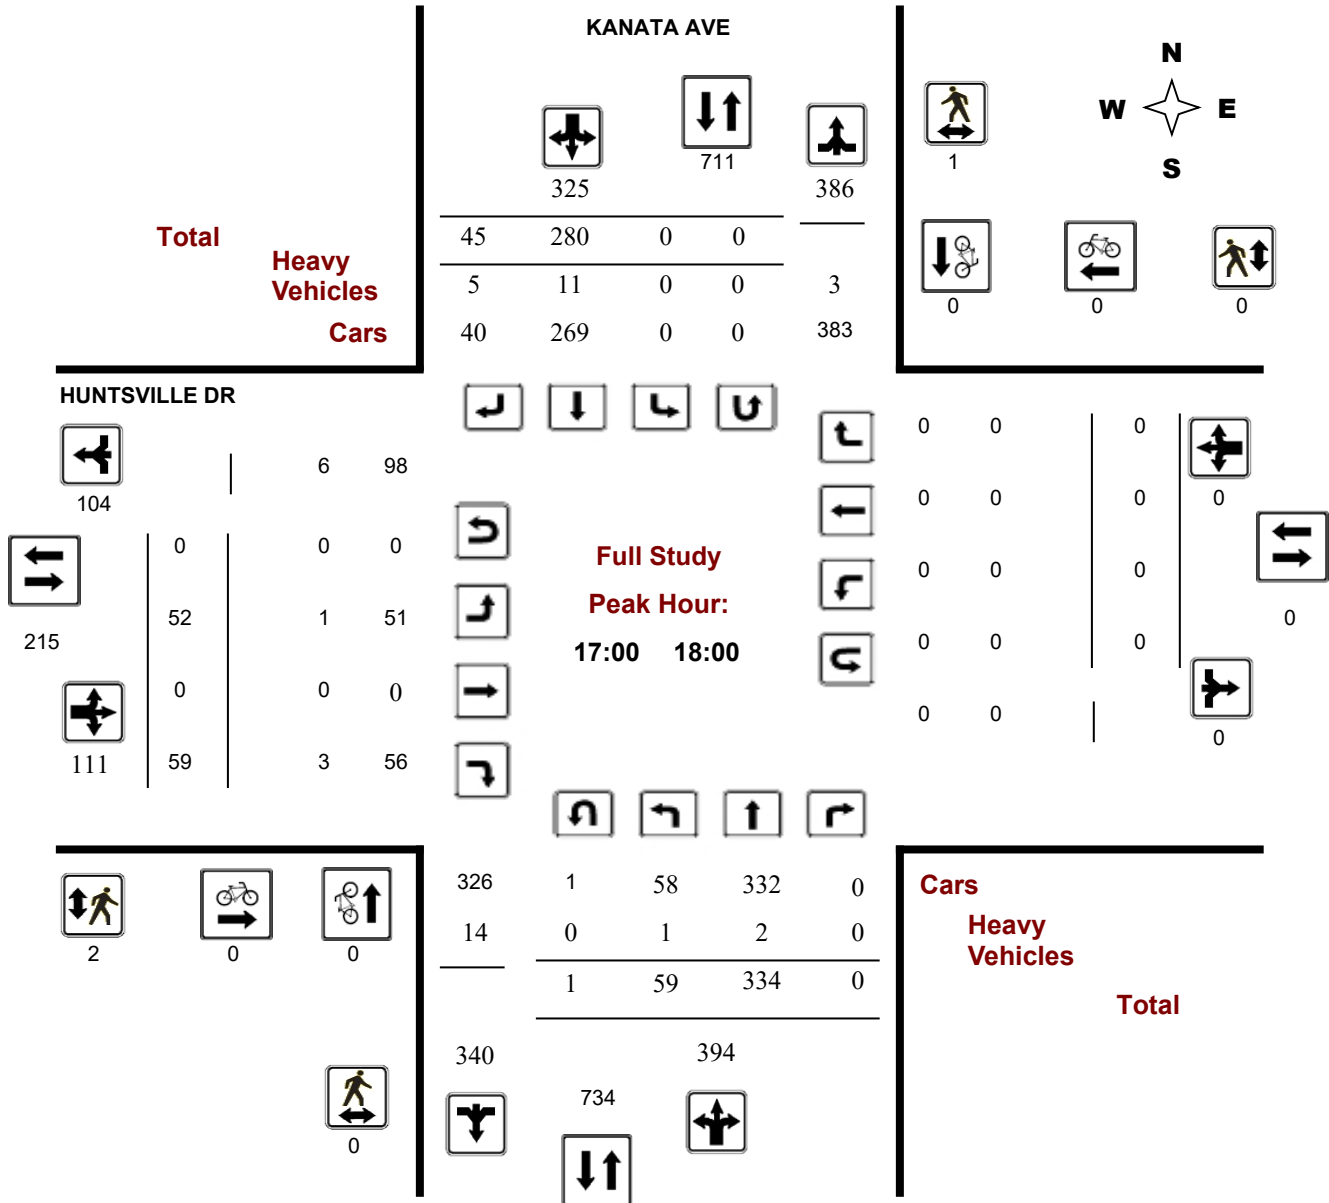 KANATA AVE
N
W E
S
711
1
325
386
Total
45 280 0 0
Heavy
Vehicles
5 11 0 0 3
Cars
40 269 0 0 383
0 0 0
HUNTSVILLE DR
0 0 0
6 98
104
0 0 0 0
0 0 0
Full Study
0 0 0
52 1 51
Peak Hour:
0
215
17:00 18:00
0 0 0
0 0 0
0 0
0
111 59 3 56
326 1 58 332 0
Cars
14 0 1 2 0
Heavy
Vehicles
2 0 0
1 59 334 0
Total
340
394
734
0